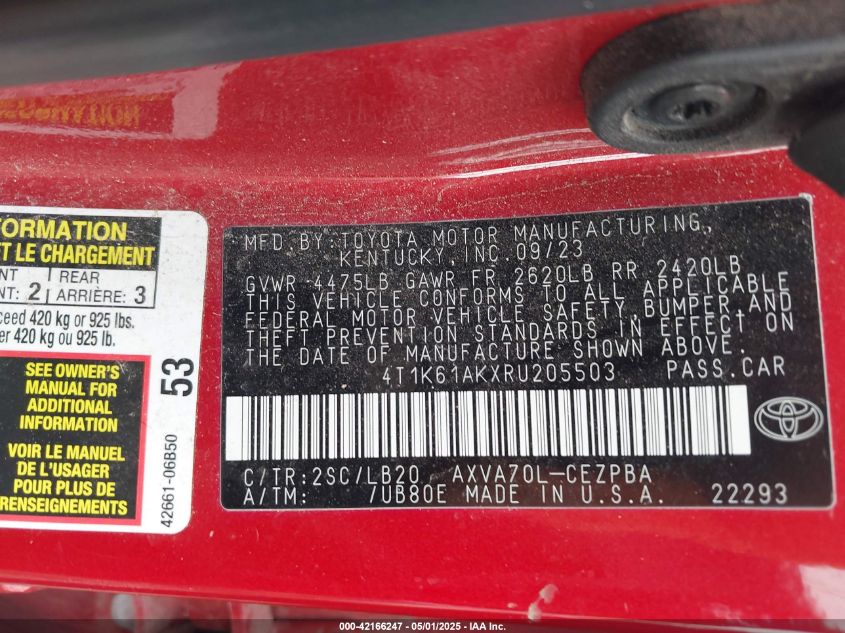 FORMATION
ET LE CHARGEMENT
REAR
2 ARRIÈRE: 3
420 kg or 925 lbs.
420 kg ou 925 lb.
SEE OWNER'S
MANUAL FOR
ADDITIONAL
INFORMATION
VOIR LE MANUEL
DE L'USAGER
POUR PLUS DE
RENSEIGNEMENTS
53
42661-06B50
MFD. BY: TOYOTA MOTOR MANUFACTURING,
KENTUCKY, INC. 09/23
GVWR 4475LB GAWR FR 2620LB RR 2420LB
THIS VEHICLE CONFORMS TO ALL APPLICABLE
FEDERAL MOTOR VEHICLE SAFETY, BUMPER, AND
THEFT PREVENTION STANDARDS IN EFFECT ON
THE DATE OF MANUFACTURE SHOWN ABOVE.
4T1K61AKXRU205503 PASS.CAR
C/TR:2SC/LB20 AXVA70L-CEZPBA
A/TM: /UB80E MADE IN U.S.A. 22293
000-42166247 - 05/01/2025 - IAA Inc.